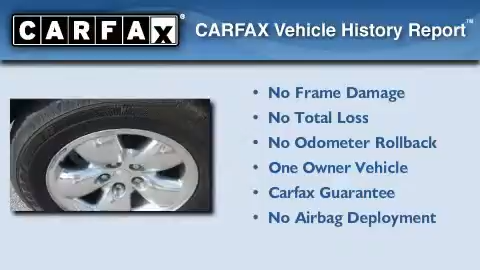 CARFAX® CARFAX Vehicle History Report™
• No Frame Damage
• No Total Loss
• No Odometer Rollback
• One Owner Vehicle
• Carfax Guarantee
• No Airbag Deployment